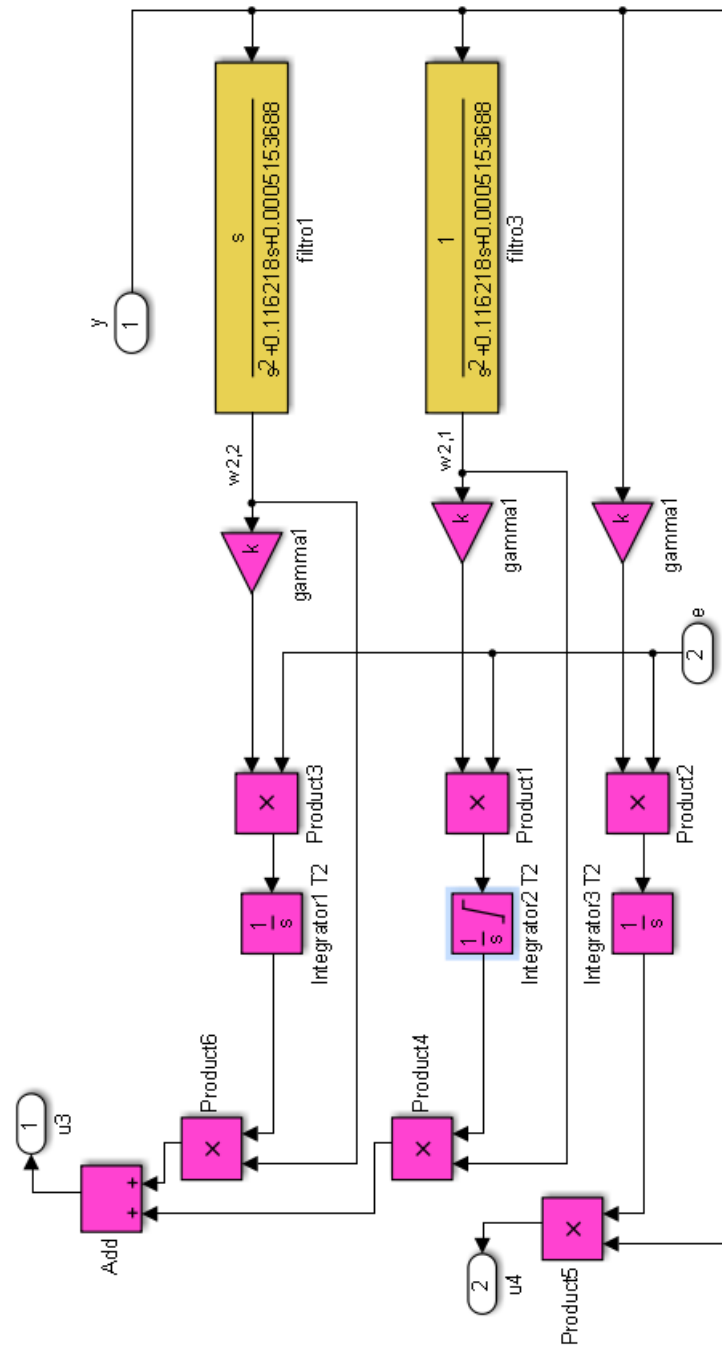 1
u3
Add
+
+
y
1
×
Product6
1
s
Integrator1 T2
×
Product3
k
gamma1
w2,2
s
s²+0.116218s+0.0005153688
filtro1
×
Product4
1
s
Integrator2 T2
×
Product1
k
gamma1
w2,1
1
s²+0.116218s+0.0005153688
filtro3
2
u4
×
Product5
1
s
Integrator3 T2
×
Product2
k
gamma1
2
e